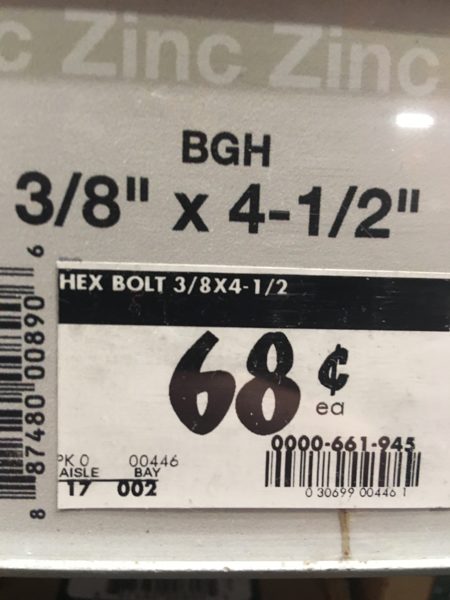 c Zinc Zinc
BGH
3/8" x 4-1/2"
HEX BOLT 3/8X4-1/2
68¢
ea
0000-661-945
PK 0 00446
AISLE BAY
17 002
0 30699 00446 1
8 87480 00890 6